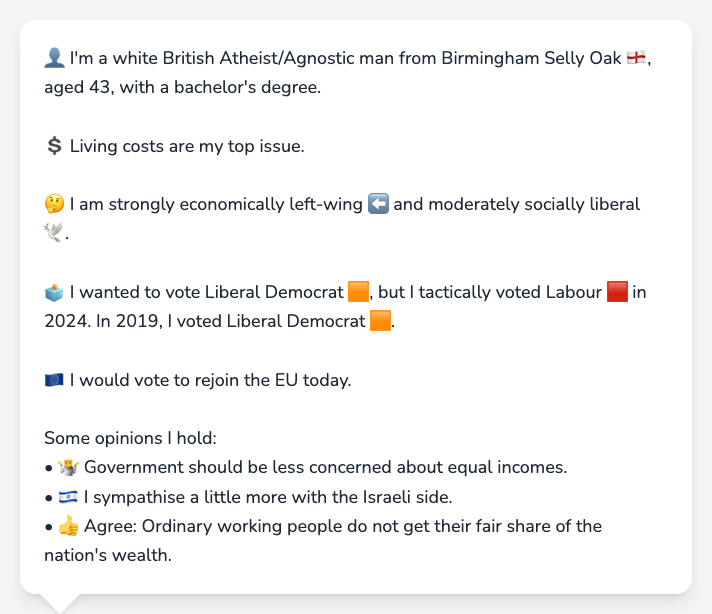 👤 I'm a white British Atheist/Agnostic man from Birmingham Selly Oak 🏴󠁧󠁢󠁥󠁮󠁧󠁿,
aged 43, with a bachelor's degree.
💲 Living costs are my top issue.
🤔 I am strongly economically left-wing ⬅️ and moderately socially liberal
🕊️.
🗳️ I wanted to vote Liberal Democrat 🟧, but I tactically voted Labour 🟥 in
2024. In 2019, I voted Liberal Democrat 🟧.
🇪🇺 I would vote to rejoin the EU today.
Some opinions I hold:
• 🤷 Government should be less concerned about equal incomes.
• 🇮🇱 I sympathise a little more with the Israeli side.
• 👍 Agree: Ordinary working people do not get their fair share of the
nation's wealth.